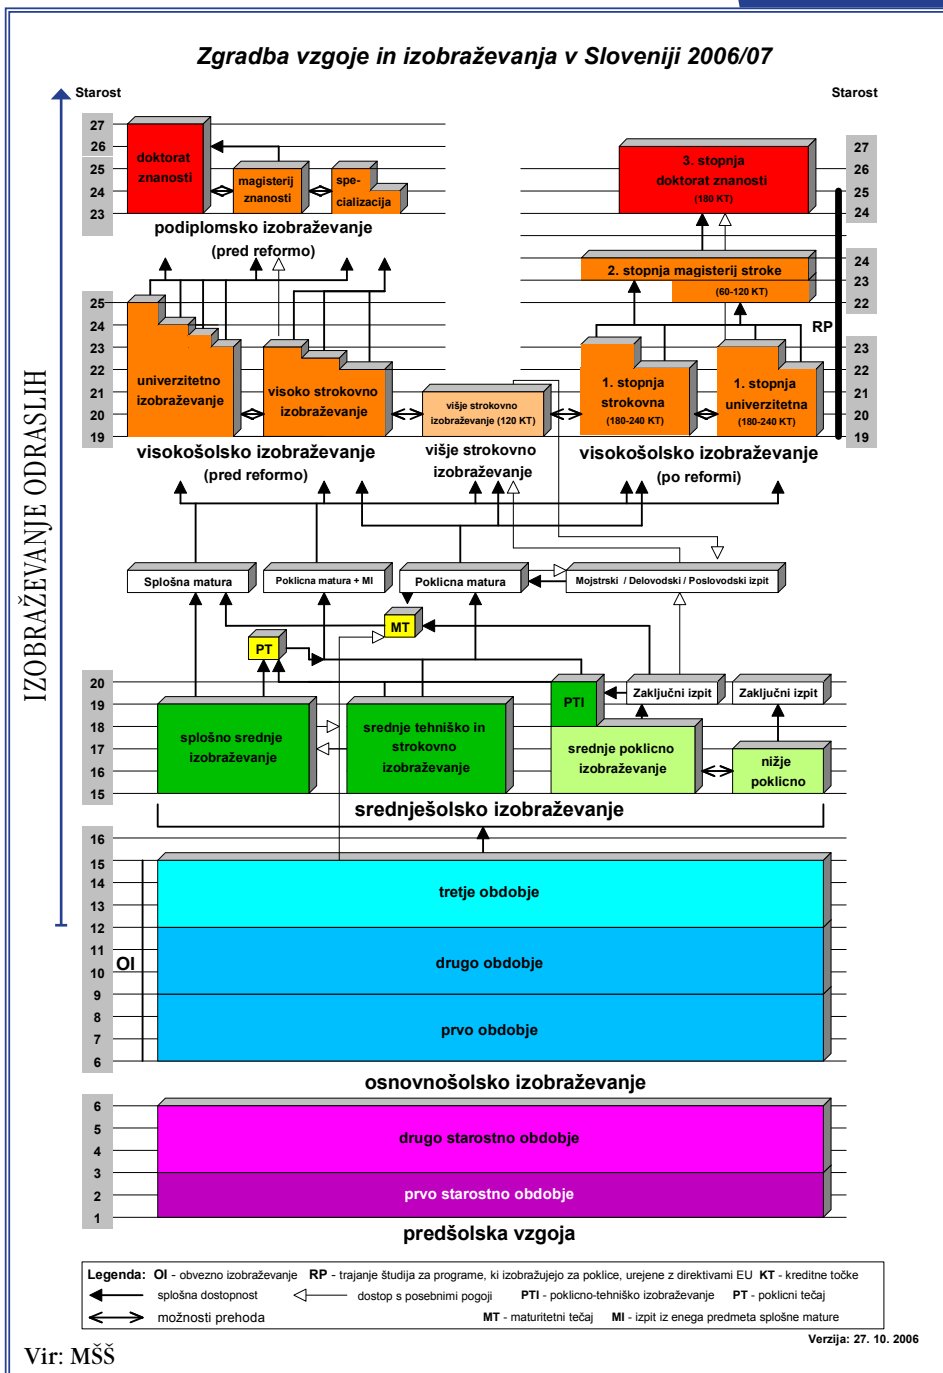 Zgradba vzgoje in izobraževanja v Sloveniji 2006/07
Starost
Starost
IZOBRAŽEVANJE ODRASLIH
27
26
25
24
23
doktorat
znanosti
magisterij
znanosti
spe-
cializacija
podiplomsko izobraževanje
(pred reformo)
3. stopnja
doktorat znanosti
(180 KT)
27
26
25
24
2. stopnja magisterij stroke
(60-120 KT)
24
23
22
RP
25
24
23
22
21
20
19
univerzitetno
izobraževanje
visoko strokovno
izobraževanje
višje strokovno
izobraževanje (120 KT)
1. stopnja
strokovna
(180-240 KT)
1. stopnja
univerzitetna
(180-240 KT)
23
22
21
20
19
visokošolsko izobraževanje
(pred reformo)
višje strokovno
izobraževanje
visokošolsko izobraževanje
(po reformi)
Splošna matura
Poklicna matura + MI
Poklicna matura
Mojstrski / Delovodski / Poslovodski izpit
MT
PT
20
19
18
17
16
15
splošno srednje
izobraževanje
srednje tehniško in
strokovno
izobraževanje
PTI
Zaključni izpit
Zaključni izpit
srednje poklicno
izobraževanje
nižje
poklicno
srednješolsko izobraževanje
16
15
14
13
12
11
10
9
8
7
6
OI
tretje obdobje
drugo obdobje
prvo obdobje
osnovnošolsko izobraževanje
6
5
4
3
2
1
drugo starostno obdobje
prvo starostno obdobje
predšolska vzgoja
Legenda: OI - obvezno izobraževanje RP - trajanje študija za programe, ki izobražujejo za poklice, urejene z direktivami EU KT - kreditne točke
splošna dostopnost dostop s posebnimi pogoji PTI - poklicno-tehniško izobraževanje PT - poklicni tečaj
možnosti prehoda MT - maturitetni tečaj MI - izpit iz enega predmeta splošne mature
Verzija: 27. 10. 2006
Vir: MŠŠ